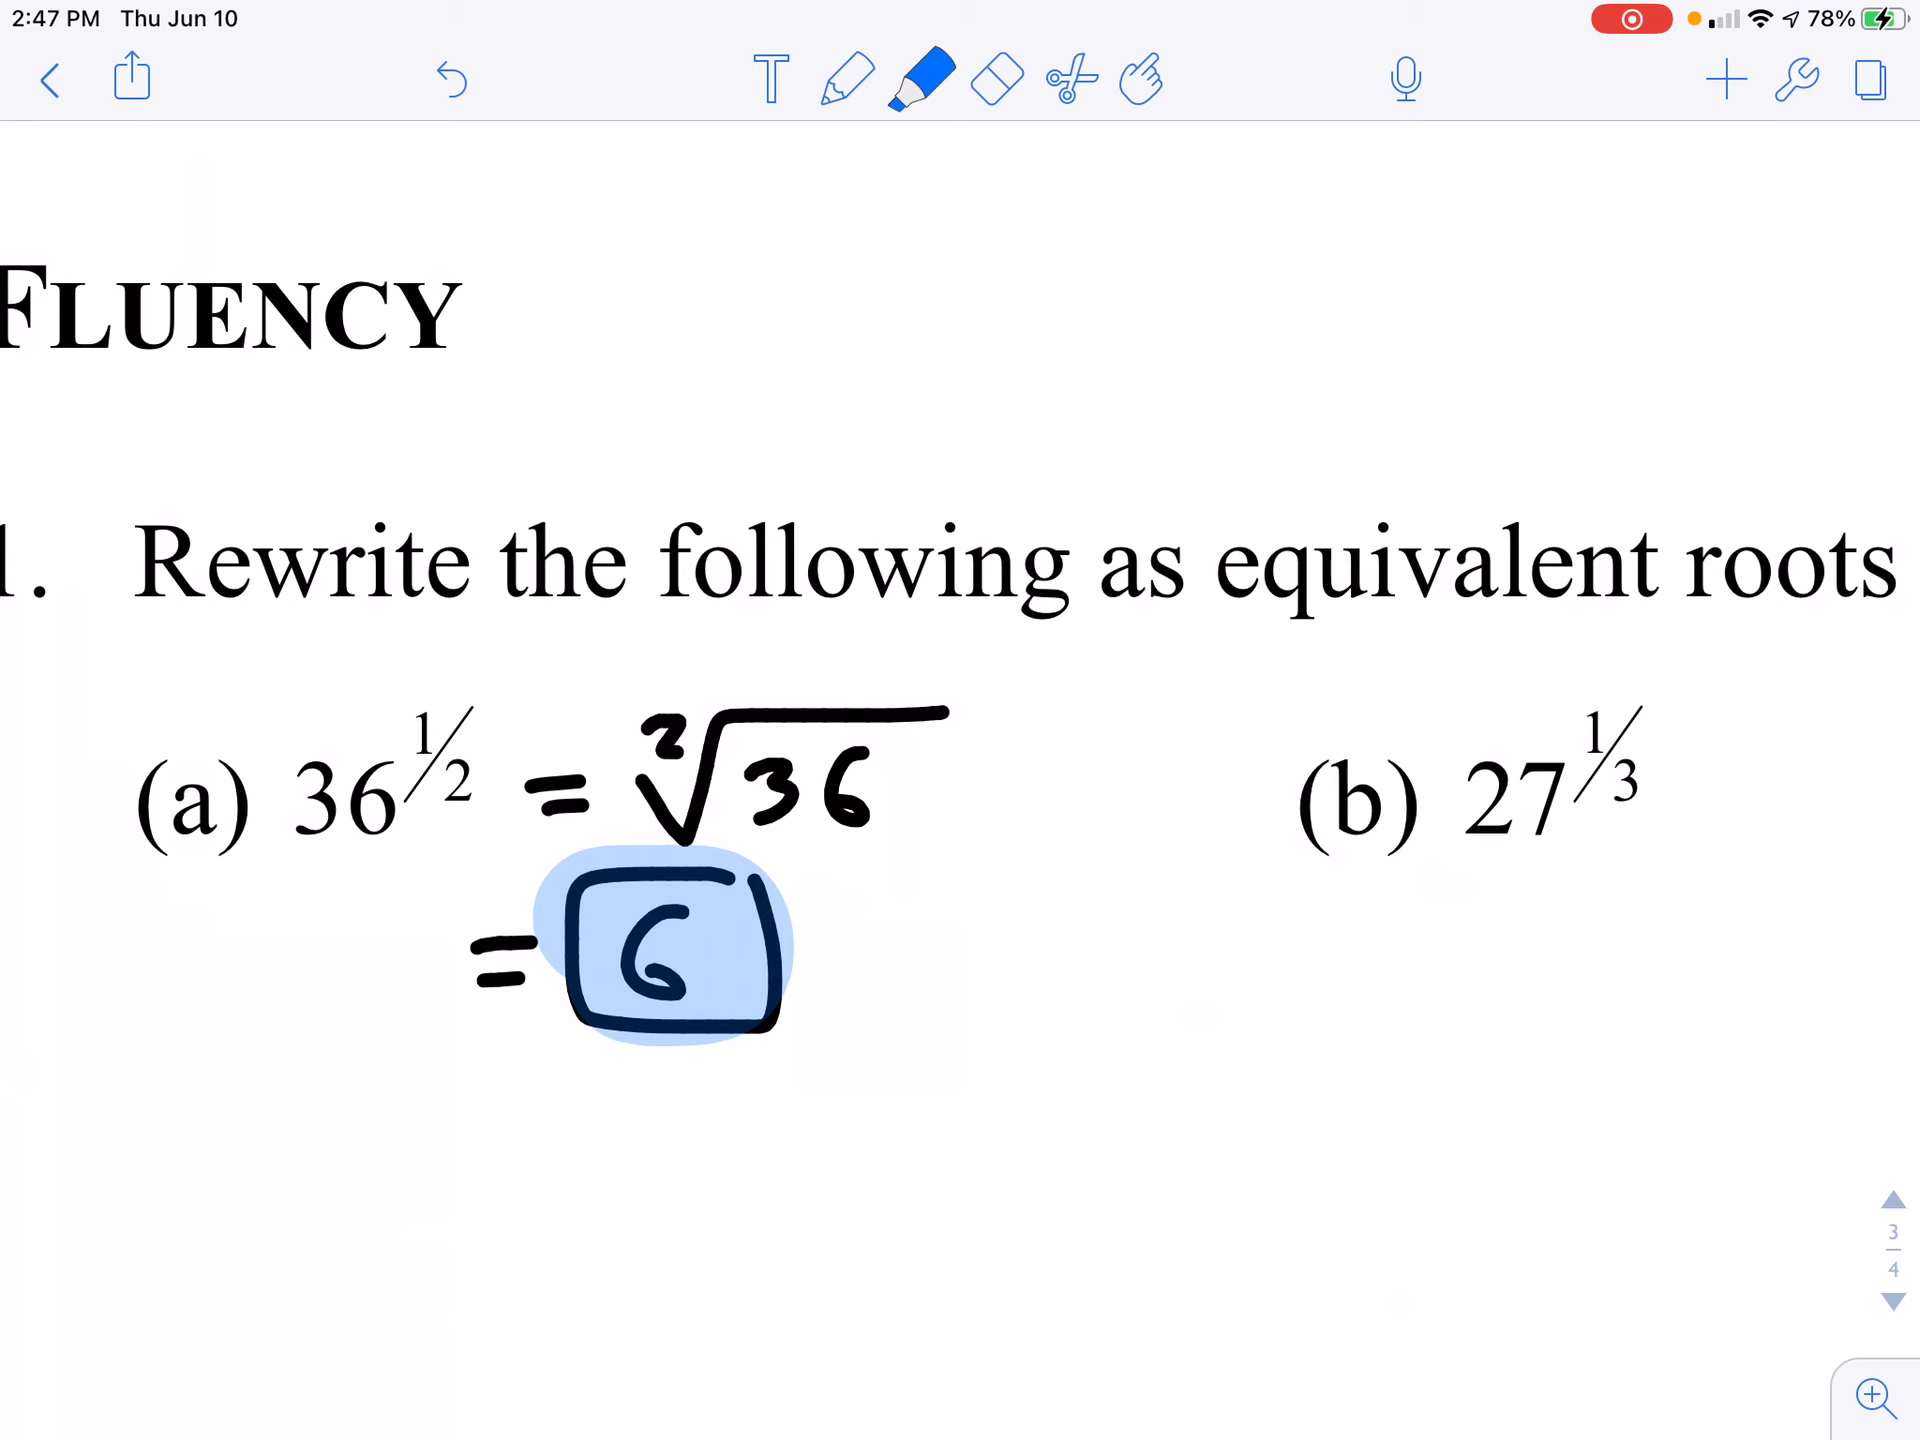 2:47 PM Thu Jun 10 78%
T
FLUENCY
1. Rewrite the following as equivalent roots
(a) 36^1/2 = ²√36 (b) 27^1/3
= 6
3
4